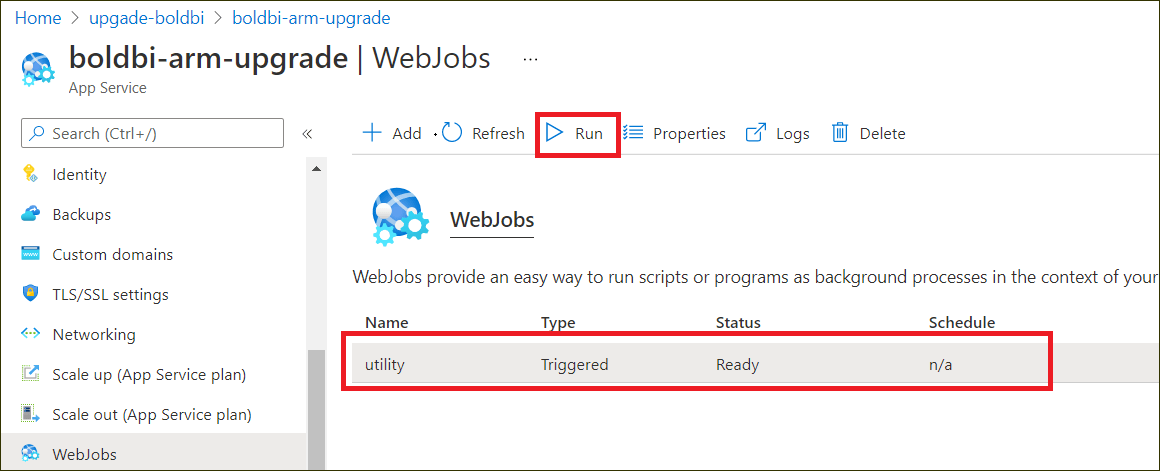 Home > upgade-boldbi > boldbi-arm-upgrade
boldbi-arm-upgrade | WebJobs ...
App Service
Search (Ctrl+/) «
Add Refresh Run Properties Logs Delete
Identity
Backups
Custom domains
TLS/SSL settings
Networking
Scale up (App Service plan)
Scale out (App Service plan)
WebJobs
WebJobs
WebJobs provide an easy way to run scripts or programs as background processes in the context of your
Name Type Status Schedule
utility Triggered Ready n/a